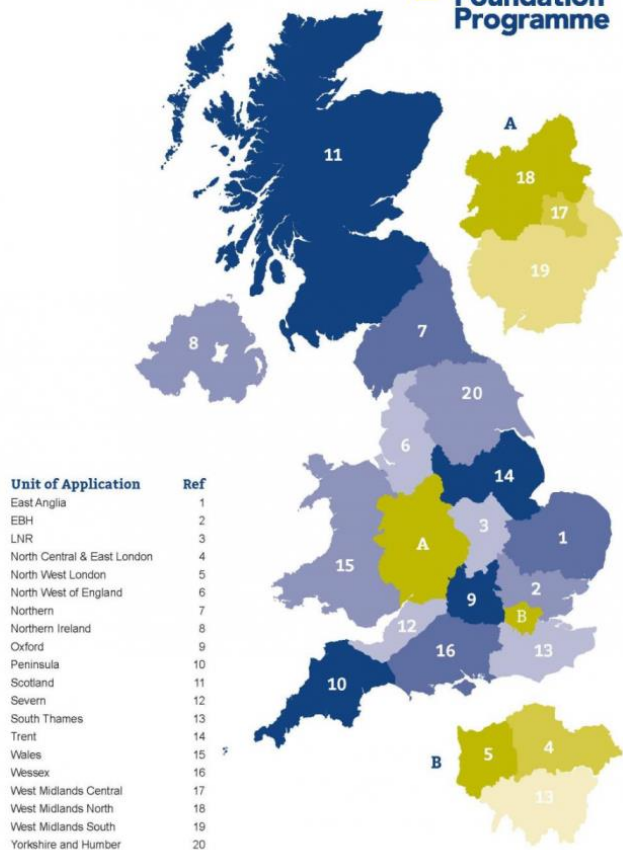 Foundation
Programme
A
18
17
19
11
7
8
20
6
14
3
1
A
15
2
9
B
12
16
13
10
Unit of Application Ref
East Anglia 1
EBH 2
LNR 3
North Central & East London 4
North West London 5
North West of England 6
Northern 7
Northern Ireland 8
Oxford 9
Peninsula 10
Scotland 11
Severn 12
South Thames 13
Trent 14
Wales 15
Wessex 16
West Midlands Central 17
West Midlands North 18
West Midlands South 19
Yorkshire and Humber 20
B
5
4
13